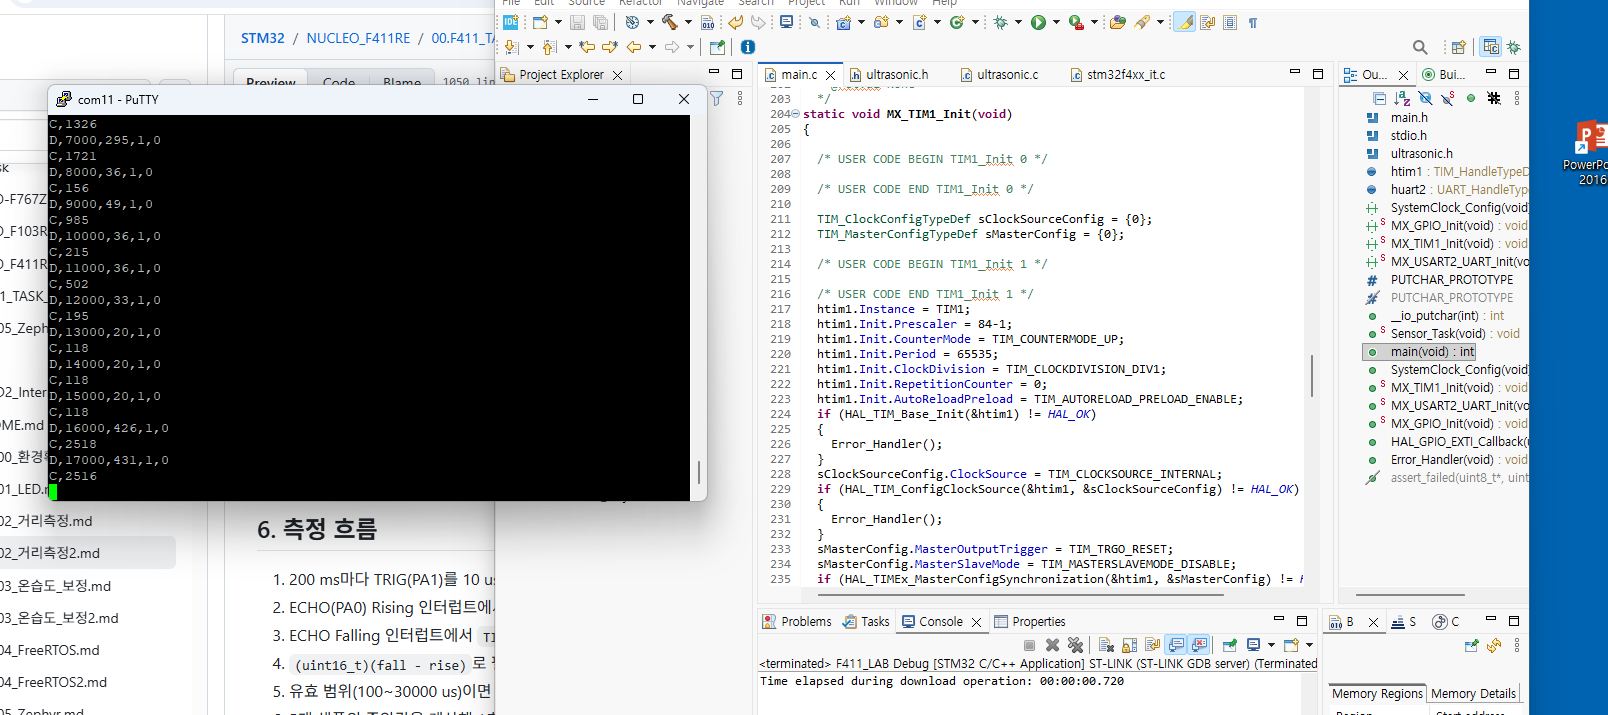 File Edit Source Refactor Navigate Search Project Run Window Help
STM32 / NUCLEO_F411RE / 00.F411_TA
Preview Code Blame 1050 lin
com11 - PuTTY
C,1326
D,7000,295,1,0
C,1721
D,8000,36,1,0
C,156
D,9000,49,1,0
C,985
D,10000,36,1,0
C,215
D,11000,36,1,0
C,502
D,12000,33,1,0
C,195
D,13000,20,1,0
C,118
D,14000,20,1,0
C,118
D,15000,20,1,0
C,118
D,16000,426,1,0
C,2518
D,17000,431,1,0
C,2516
sk
O-F767Z
O_F103R
O_F411R
1_TASK_
05_Zeph
D2_Inter
OME.md
00_환경
01_LED.
02_거리측정.md
02_거리측정2.md
03_온습도_보정.md
03_온습도_보정2.md
04_FreeRTOS.md
04_FreeRTOS2.md
05_Zephyr.md
6. 측정 흐름
1. 200 ms마다 TRIG(PA1)를 10 us
2. ECHO(PA0) Rising 인터럽트에서
3. ECHO Falling 인터럽트에서 TI
4. (uint16_t)(fall - rise) 로
5. 유효 범위(100~30000 us)이면
Project Explorer
main.c ultrasonic.h ultrasonic.c stm32f4xx_it.c
203 */
204 static void MX_TIM1_Init(void)
205 {
206
207 /* USER CODE BEGIN TIM1_Init 0 */
208
209 /* USER CODE END TIM1_Init 0 */
210
211 TIM_ClockConfigTypeDef sClockSourceConfig = {0};
212 TIM_MasterConfigTypeDef sMasterConfig = {0};
213
214 /* USER CODE BEGIN TIM1_Init 1 */
215
216 /* USER CODE END TIM1_Init 1 */
217 htim1.Instance = TIM1;
218 htim1.Init.Prescaler = 84-1;
219 htim1.Init.CounterMode = TIM_COUNTERMODE_UP;
220 htim1.Init.Period = 65535;
221 htim1.Init.ClockDivision = TIM_CLOCKDIVISION_DIV1;
222 htim1.Init.RepetitionCounter = 0;
223 htim1.Init.AutoReloadPreload = TIM_AUTORELOAD_PRELOAD_ENABLE;
224 if (HAL_TIM_Base_Init(&htim1) != HAL_OK)
225 {
226 Error_Handler();
227 }
228 sClockSourceConfig.ClockSource = TIM_CLOCKSOURCE_INTERNAL;
229 if (HAL_TIM_ConfigClockSource(&htim1, &sClockSourceConfig) != HAL_OK)
230 {
231 Error_Handler();
232 }
233 sMasterConfig.MasterOutputTrigger = TIM_TRGO_RESET;
234 sMasterConfig.MasterSlaveMode = TIM_MASTERSLAVEMODE_DISABLE;
235 if (HAL_TIMEx_MasterConfigSynchronization(&htim1, &sMasterConfig) != H
Ou... Bui...
main.h
stdio.h
ultrasonic.h
htim1 : TIM_HandleTypeD
huart2 : UART_HandleType
SystemClock_Config(void)
MX_GPIO_Init(void) : void
MX_TIM1_Init(void) : void
MX_USART2_UART_Init(vo
PUTCHAR_PROTOTYPE
PUTCHAR_PROTOTYPE
__io_putchar(int) : int
Sensor_Task(void) : void
main(void) : int
SystemClock_Config(void)
MX_TIM1_Init(void) : void
MX_USART2_UART_Init(vo
MX_GPIO_Init(void) : void
HAL_GPIO_EXTI_Callback(u
Error_Handler(void) : void
assert_failed(uint8_t*, uint
Problems Tasks Console Properties
<terminated> F411_LAB Debug [STM32 C/C++ Application] ST-LINK (ST-LINK GDB server) (Terminated
Time elapsed during download operation: 00:00:00.720
B S C
Memory Regions Memory Details
Region Start address
PowerPo
2016